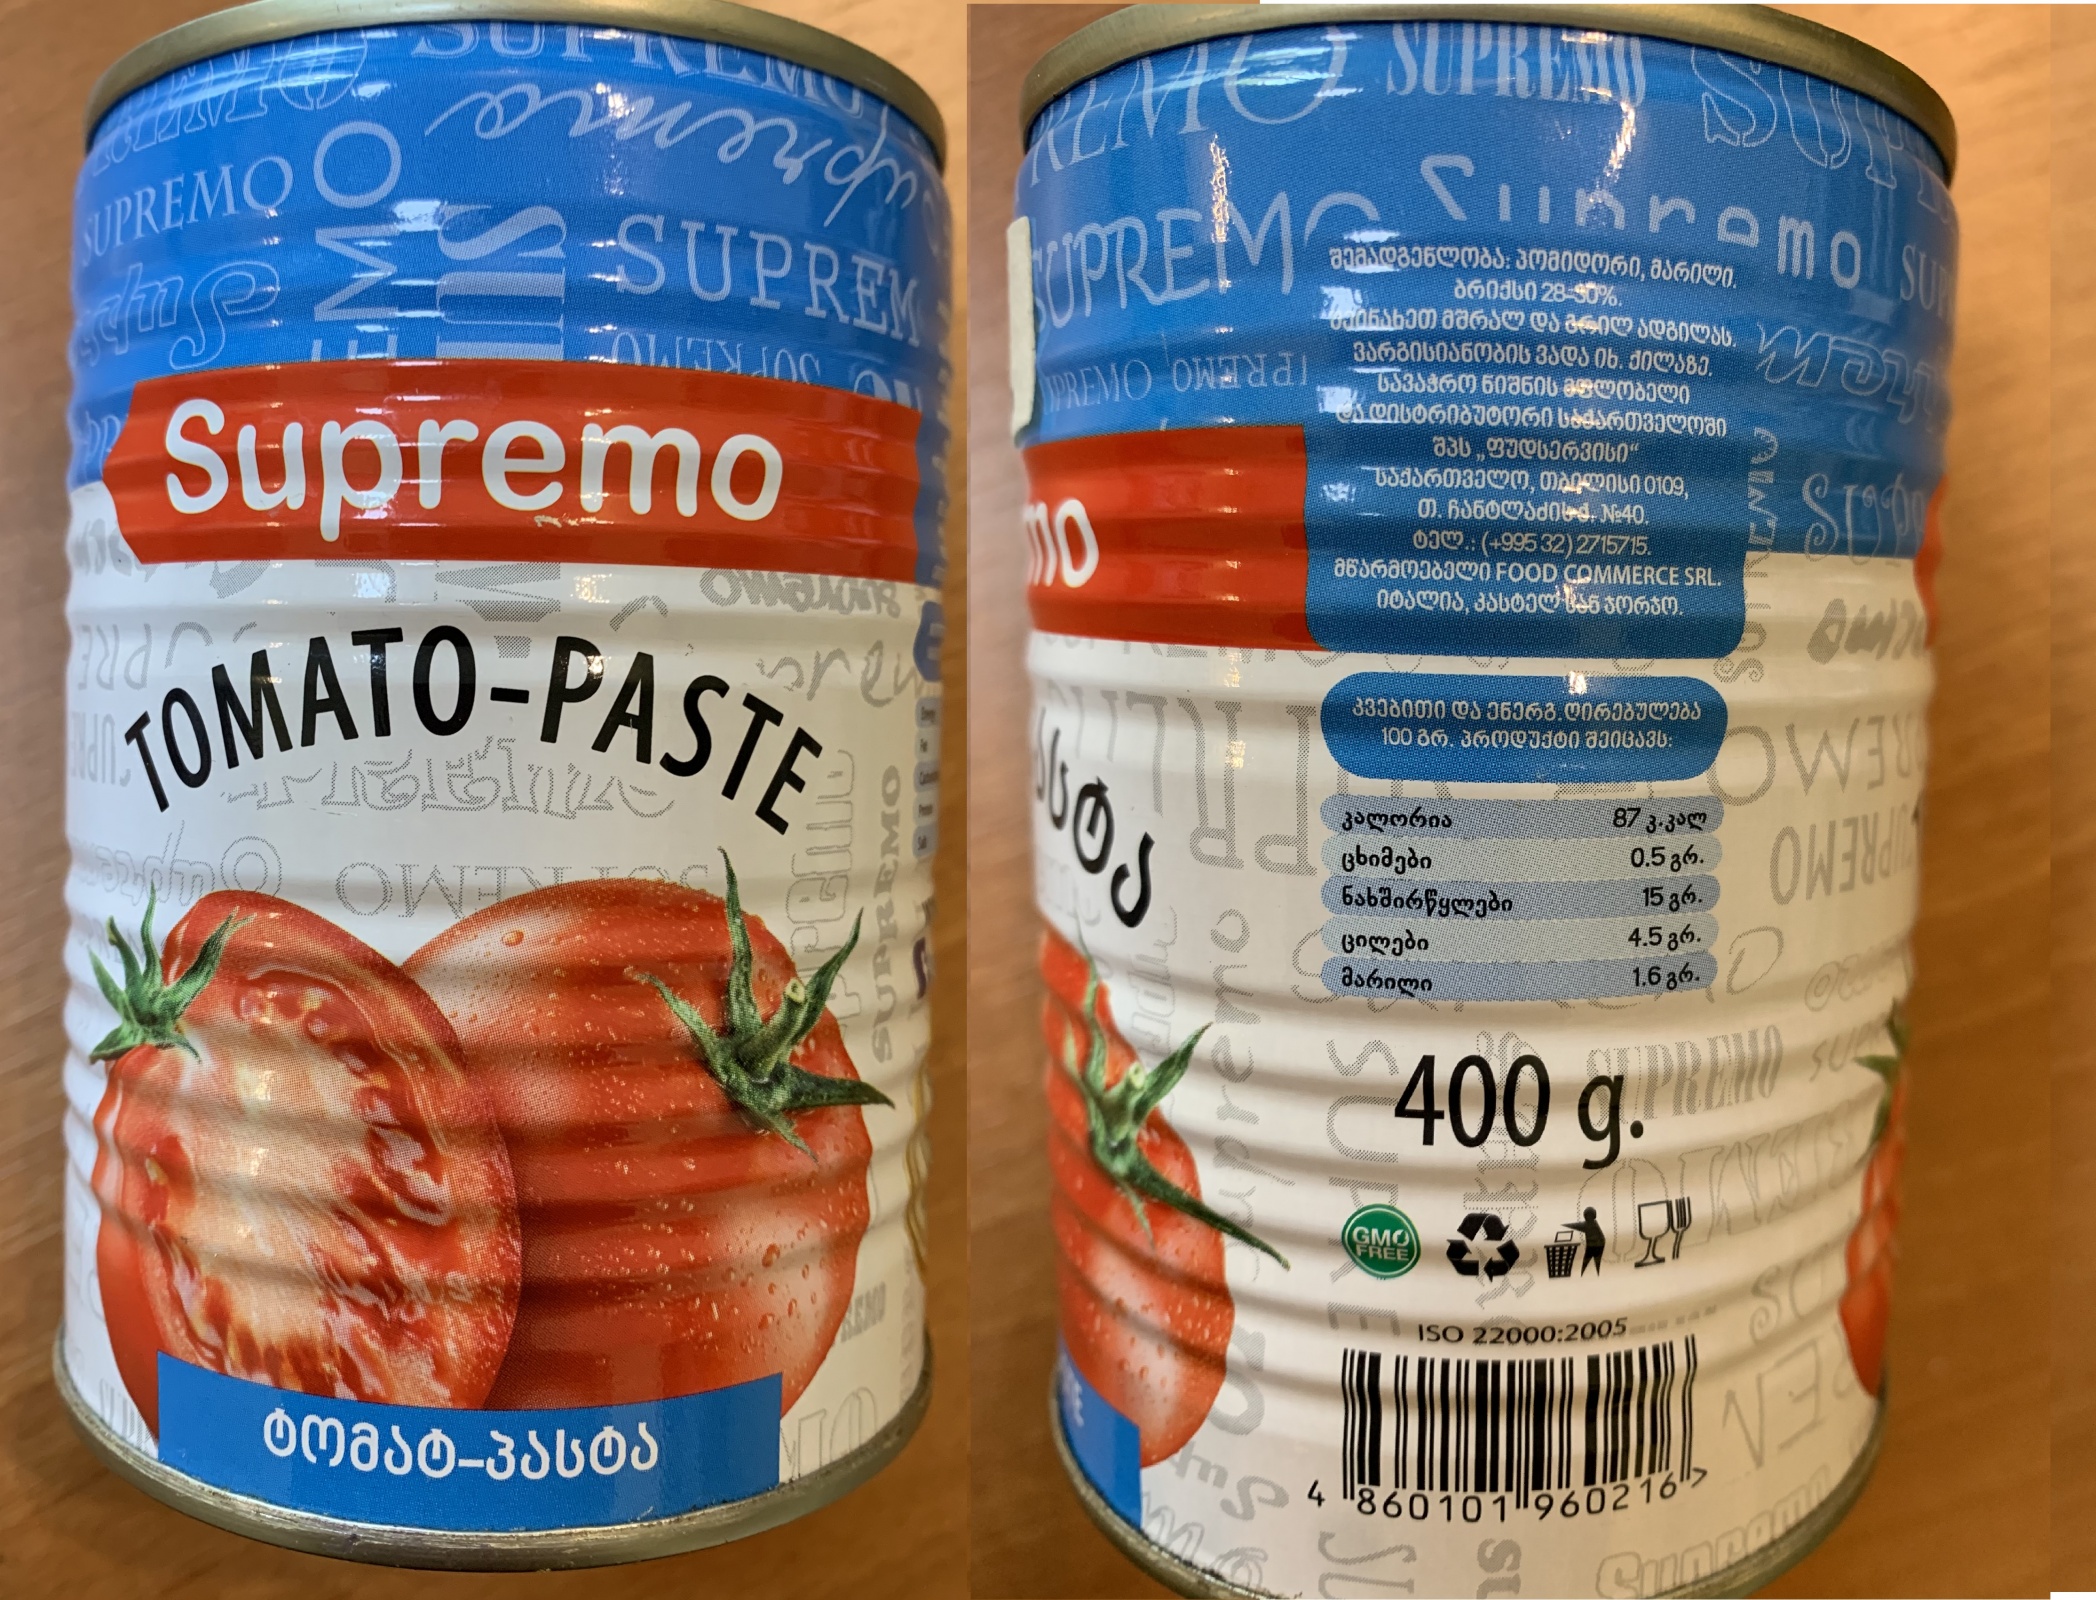 Supremo
TOMATO-PASTE
ტომატ-პასტა
SUPREMO
SUPREMO
Supremo
შემადგენლობა: პომიდორი, მარილი.
ბრიქსი 28-30%.
შეინახეთ მშრალ და გრილ ადგილას.
ვარგისიანობის ვადა იხ. ქილაზე.
სავაჭრო ნიშნის მფლობელი
და დისტრიბუტორი საქართველოში
შპს „ფუდსერვისი“
საქართველო, თბილისი 0109,
თ. ჩანტლაძის ქ. №40.
ტელ.: (+995 32) 2715715.
მწარმოებელი FOOD COMMERCE SRL.
იტალია, კასტელ სან ჯორჯო.
კვებითი და ენერგ.ღირებულება
100 გრ. პროდუქტი შეიცავს:
კალორია 87 კ.კალ
ცხიმები 0.5 გრ.
ნახშირწყლები 15 გრ.
ცილები 4.5 გრ.
მარილი 1.6 გრ.
400 g.
GMO
FREE
ISO 22000:2005
4 860101 960216 >